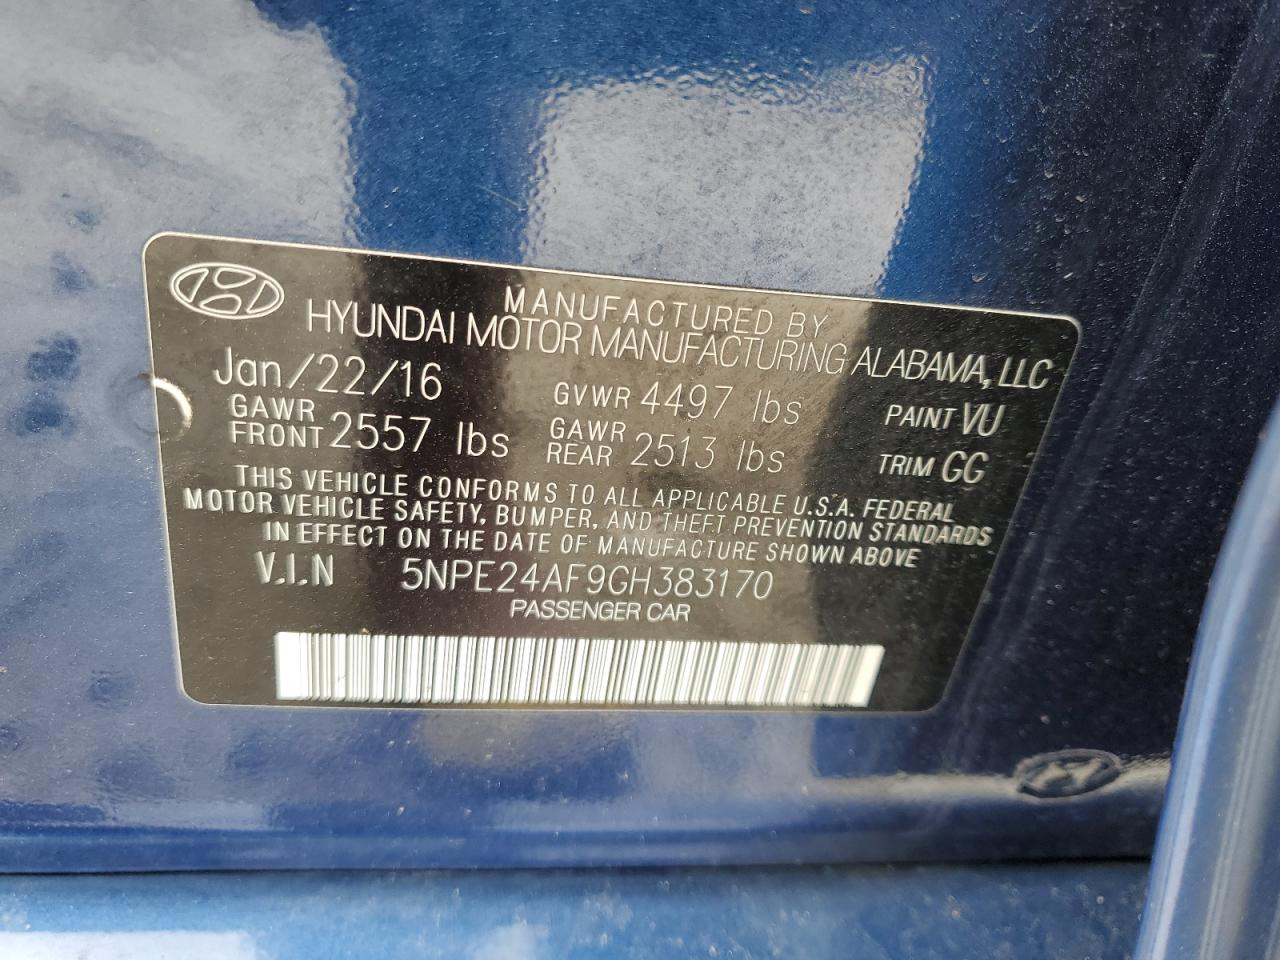 MANUFACTURED BY
HYUNDAI MOTOR MANUFACTURING ALABAMA, LLC
Jan/22/16 GVWR 4497 lbs PAINT VU
GAWR FRONT 2557 lbs GAWR REAR 2513 lbs TRIM GG
THIS VEHICLE CONFORMS TO ALL APPLICABLE U.S.A. FEDERAL
MOTOR VEHICLE SAFETY, BUMPER, AND THEFT PREVENTION STANDARDS
IN EFFECT ON THE DATE OF MANUFACTURE SHOWN ABOVE
V.I.N 5NPE24AF9GH383170
PASSENGER CAR